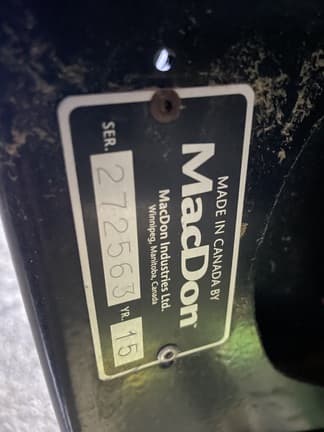 MADE IN CANADA BY
MacDon
MacDon Industries Ltd.
Winnipeg, Manitoba, Canada
SER. 272563 YR. 15